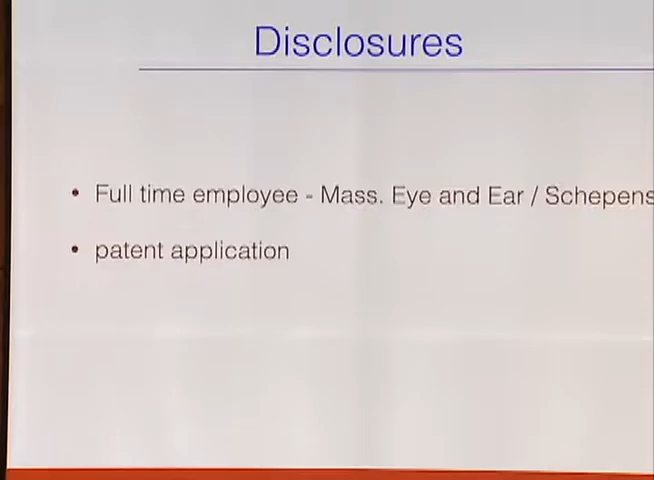 Disclosures
• Full time employee - Mass. Eye and Ear / Schepens
• patent application